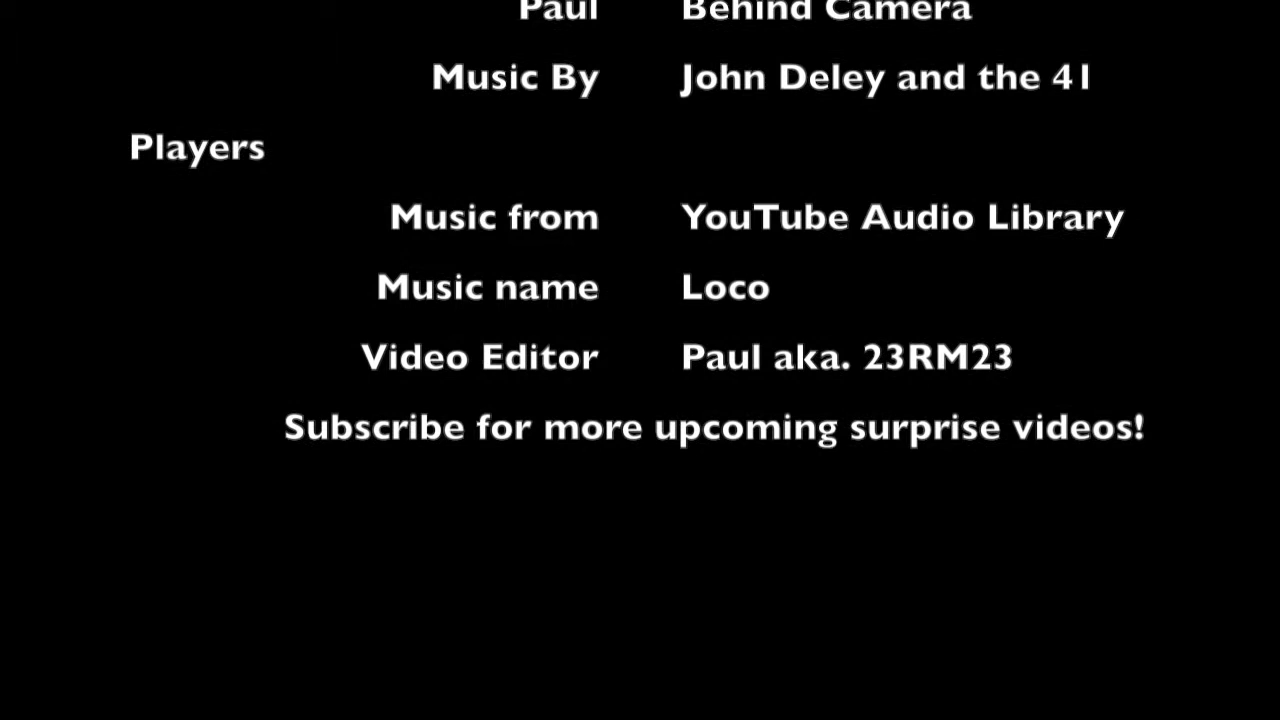 Paul Behind Camera
Music By John Deley and the 41
Players
Music from YouTube Audio Library
Music name Loco
Video Editor Paul aka. 23RM23
Subscribe for more upcoming surprise videos!